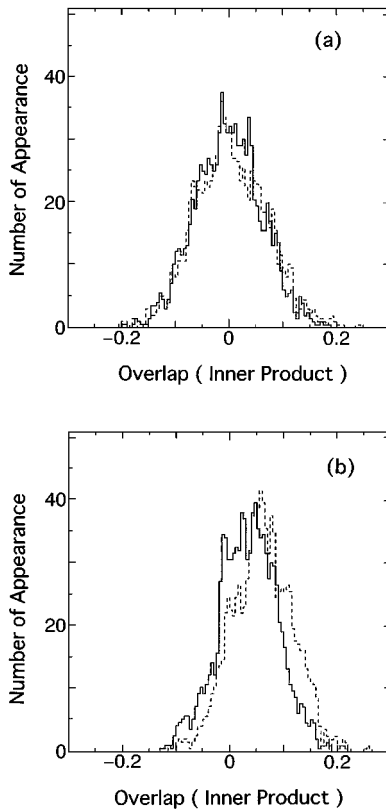 (a)
Number of Appearance
40
20
0
−0.2
0
0.2
Overlap ( Inner Product )
(b)
Number of Appearance
40
20
0
−0.2
0
0.2
Overlap ( Inner Product )